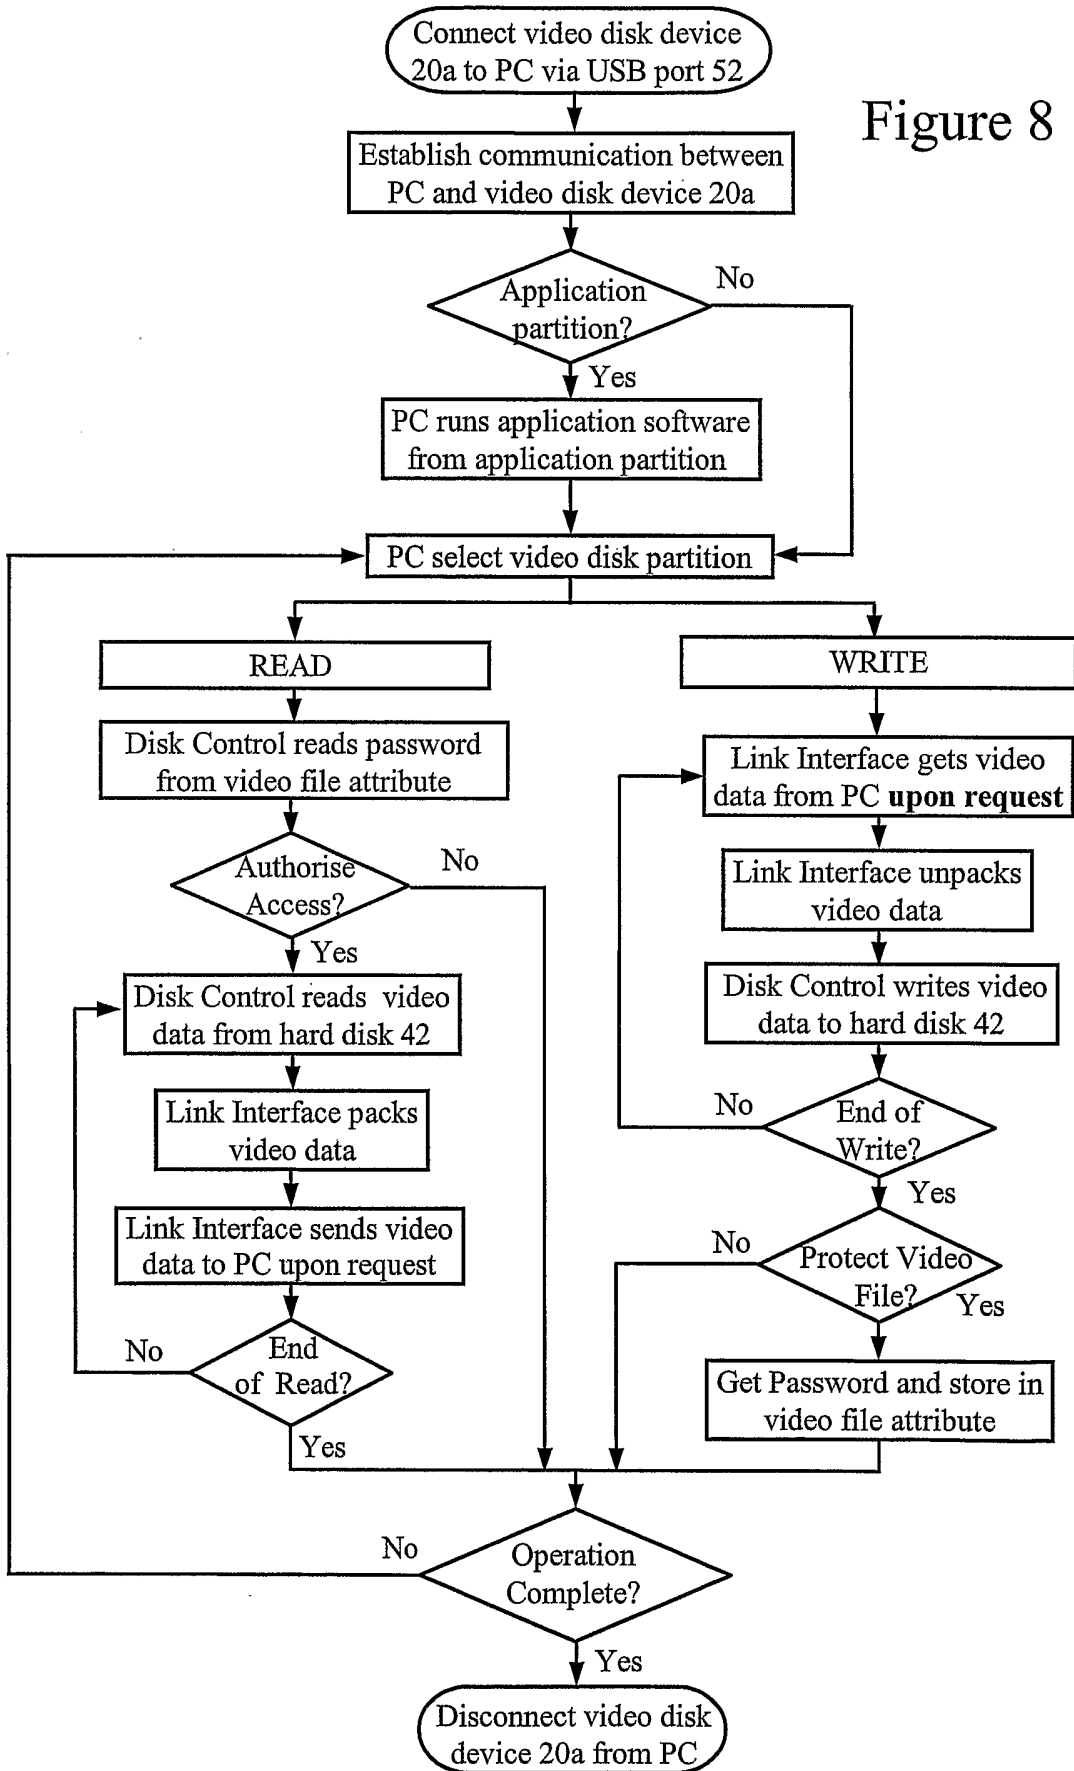 Connect video disk device
20a to PC via USB port 52
Figure 8
Establish communication between
PC and video disk device 20a
Application
partition?
No
Yes
PC runs application software
from application partition
PC select video disk partition
READ
Disk Control reads password
from video file attribute
Authorise
Access?
No
Yes
Disk Control reads video
data from hard disk 42
Link Interface packs
video data
Link Interface sends video
data to PC upon request
End
of Read?
No
Yes
WRITE
Link Interface gets video
data from PC upon request
Link Interface unpacks
video data
Disk Control writes video
data to hard disk 42
End of
Write?
No
Yes
Protect Video
File?
No
Yes
Get Password and store in
video file attribute
Operation
Complete?
No
Yes
Disconnect video disk
device 20a from PC